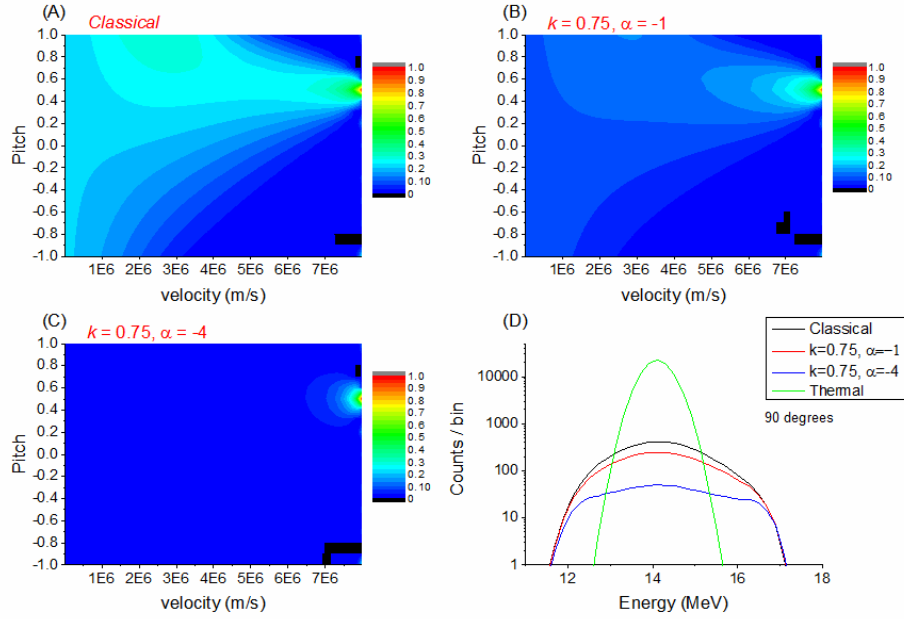 (A)
Classical
1.0
0.8
0.6
0.4
0.2
0.0
-0.2
-0.4
-0.6
-0.8
-1.0
Pitch
1E6 2E6 3E6 4E6 5E6 6E6 7E6
velocity (m/s)
1.0
0.9
0.8
0.7
0.6
0.5
0.4
0.3
0.2
0.10
0
(B)
k = 0.75, α = -1
1.0
0.8
0.6
0.4
0.2
0.0
-0.2
-0.4
-0.6
-0.8
-1.0
Pitch
1E6 2E6 3E6 4E6 5E6 6E6 7E6
velocity (m/s)
1.0
0.9
0.8
0.7
0.6
0.5
0.4
0.3
0.2
0.10
0
(C)
k = 0.75, α = -4
1.0
0.8
0.6
0.4
0.2
0.0
-0.2
-0.4
-0.6
-0.8
-1.0
Pitch
1E6 2E6 3E6 4E6 5E6 6E6 7E6
velocity (m/s)
1.0
0.9
0.8
0.7
0.6
0.5
0.4
0.3
0.2
0.10
0
(D)
Classical
k=0.75, α=−1
k=0.75, α=-4
Thermal
90 degrees
10000
1000
100
10
1
Counts / bin
12 14 16 18
Energy (MeV)